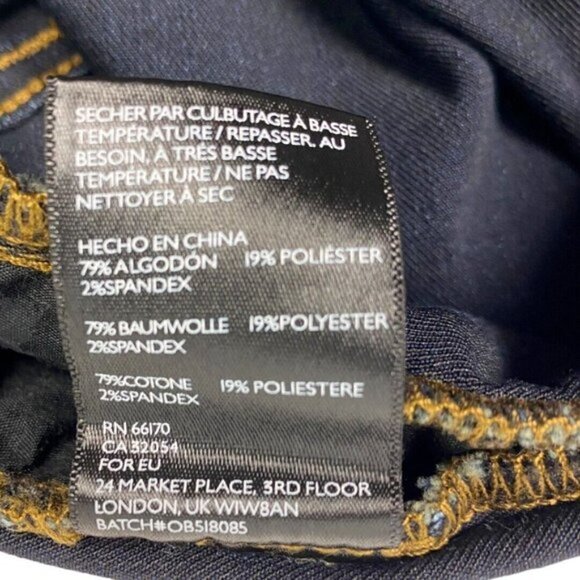 SECHER PAR CULBUTAGE À BASSE
TEMPÉRATURE / REPASSER, AU
BESOIN, À TRÈS BASSE
TEMPÉRATURE / NE PAS
NETTOYER À SEC
HECHO EN CHINA
79% ALGODÓN 19% POLIÉSTER
2%SPANDEX
79% BAUMWOLLE 19%POLYESTER
2%SPANDEX
79%COTONE 19% POLIESTERE
2%SPANDEX
RN 66170
CA 32054
FOR EU
24 MARKET PLACE, 3RD FLOOR
LONDON, UK W1W8AN
BATCH#OB518085